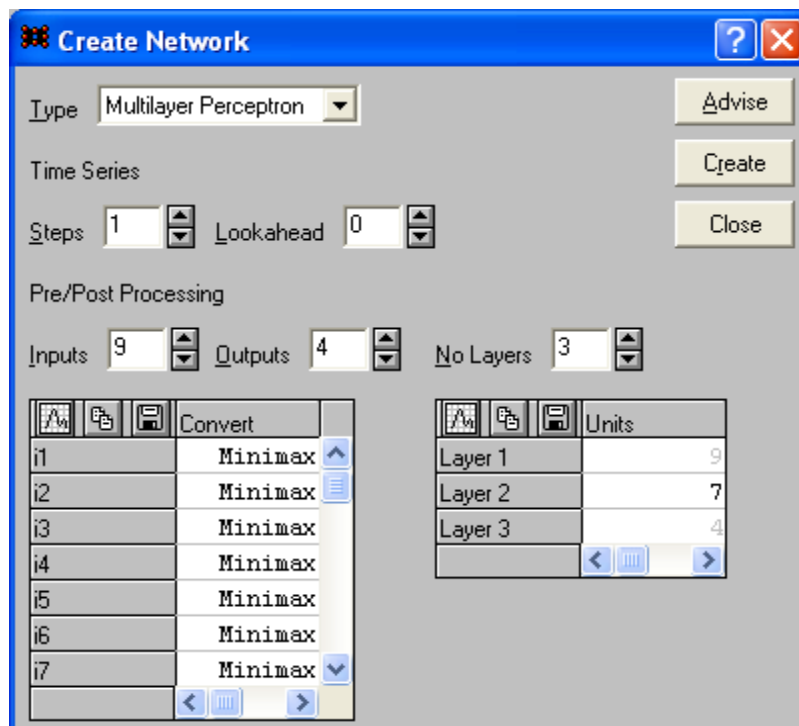 Create Network
Type Multilayer Perceptron Advise
Time Series Create
Steps 1 Lookahead 0 Close
Pre/Post Processing
Inputs 9 Outputs 4 No Layers 3
Convert
i1 Minimax
i2 Minimax
i3 Minimax
i4 Minimax
i5 Minimax
i6 Minimax
i7 Minimax
Units
Layer 1 9
Layer 2 7
Layer 3 4